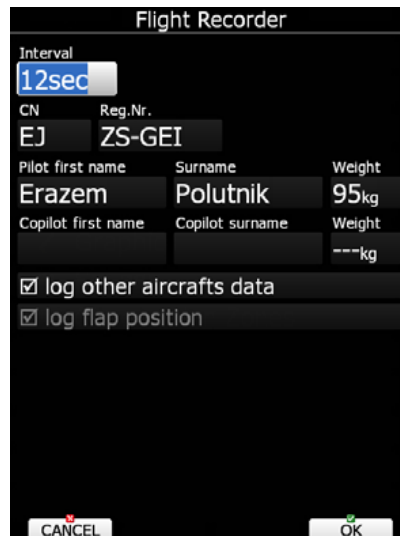 Flight Recorder
Interval
12sec
CN Reg.Nr.
EJ ZS-GEI
Pilot first name Surname Weight
Erazem Polutnik 95kg
Copilot first name Copilot surname Weight
---kg
log other aircrafts data
log flap position
CANCEL OK